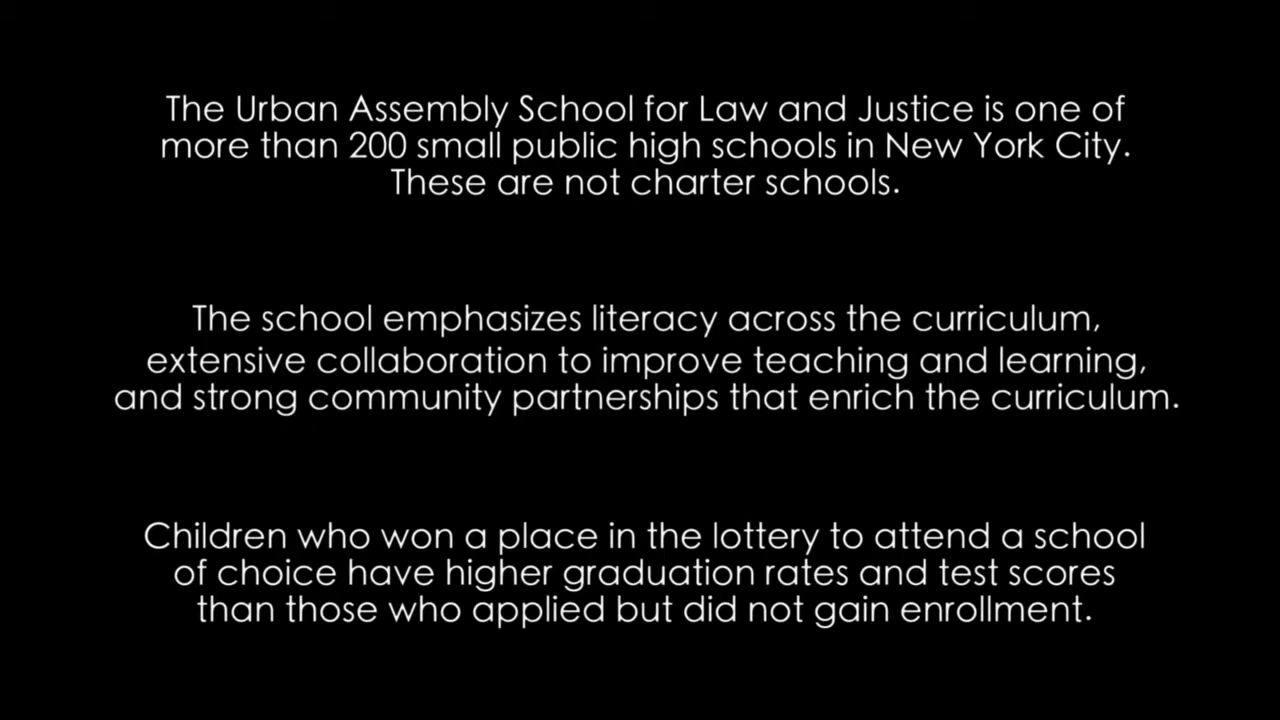 The Urban Assembly School for Law and Justice is one of
more than 200 small public high schools in New York City.
These are not charter schools.
The school emphasizes literacy across the curriculum,
extensive collaboration to improve teaching and learning,
and strong community partnerships that enrich the curriculum.
Children who won a place in the lottery to attend a school
of choice have higher graduation rates and test scores
than those who applied but did not gain enrollment.